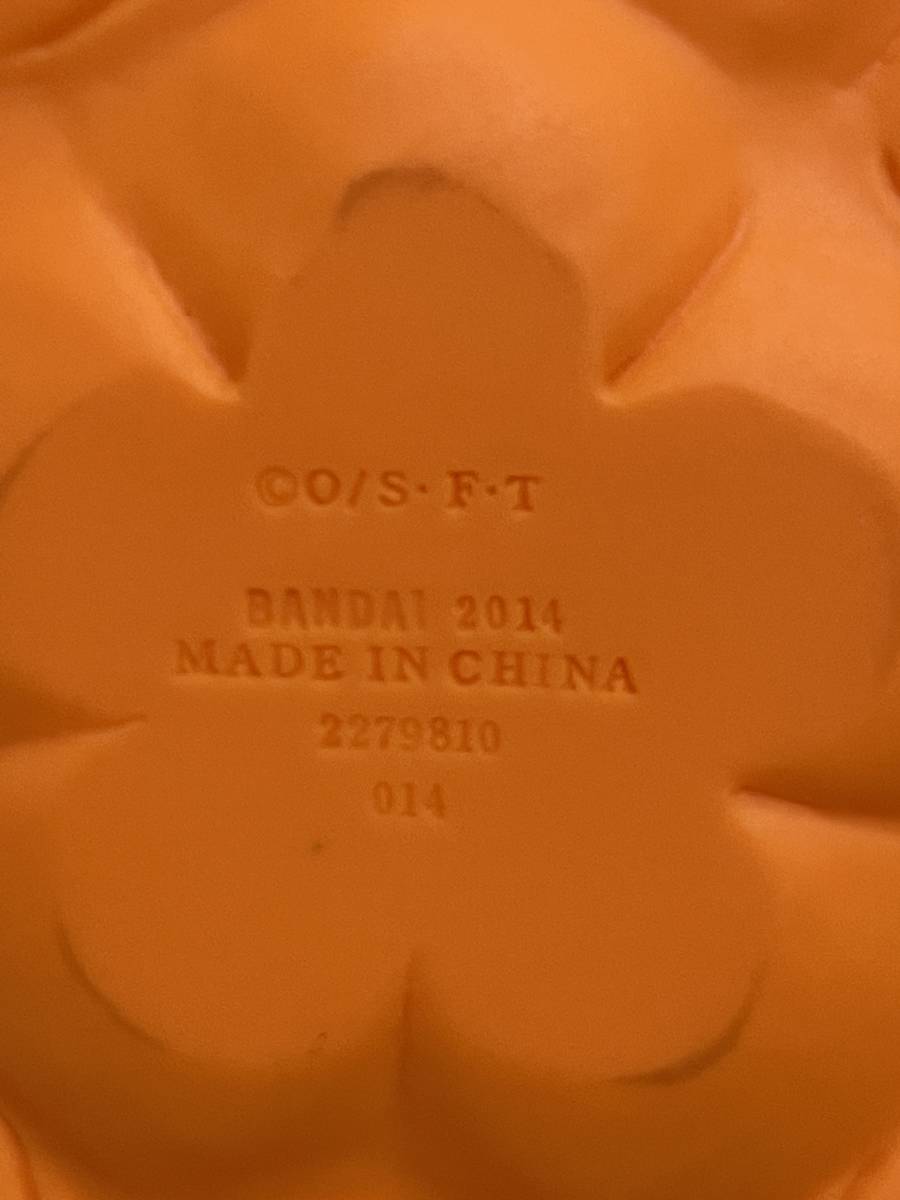 ©O/S・F・T
BANDAI 2014
MADE IN CHINA
2279810
014